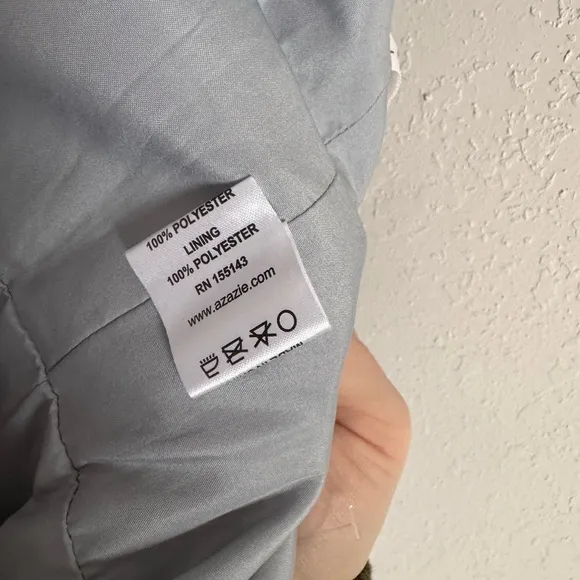 100% POLYESTER
LINING
100% POLYESTER
RN 155143
www.azazie.com